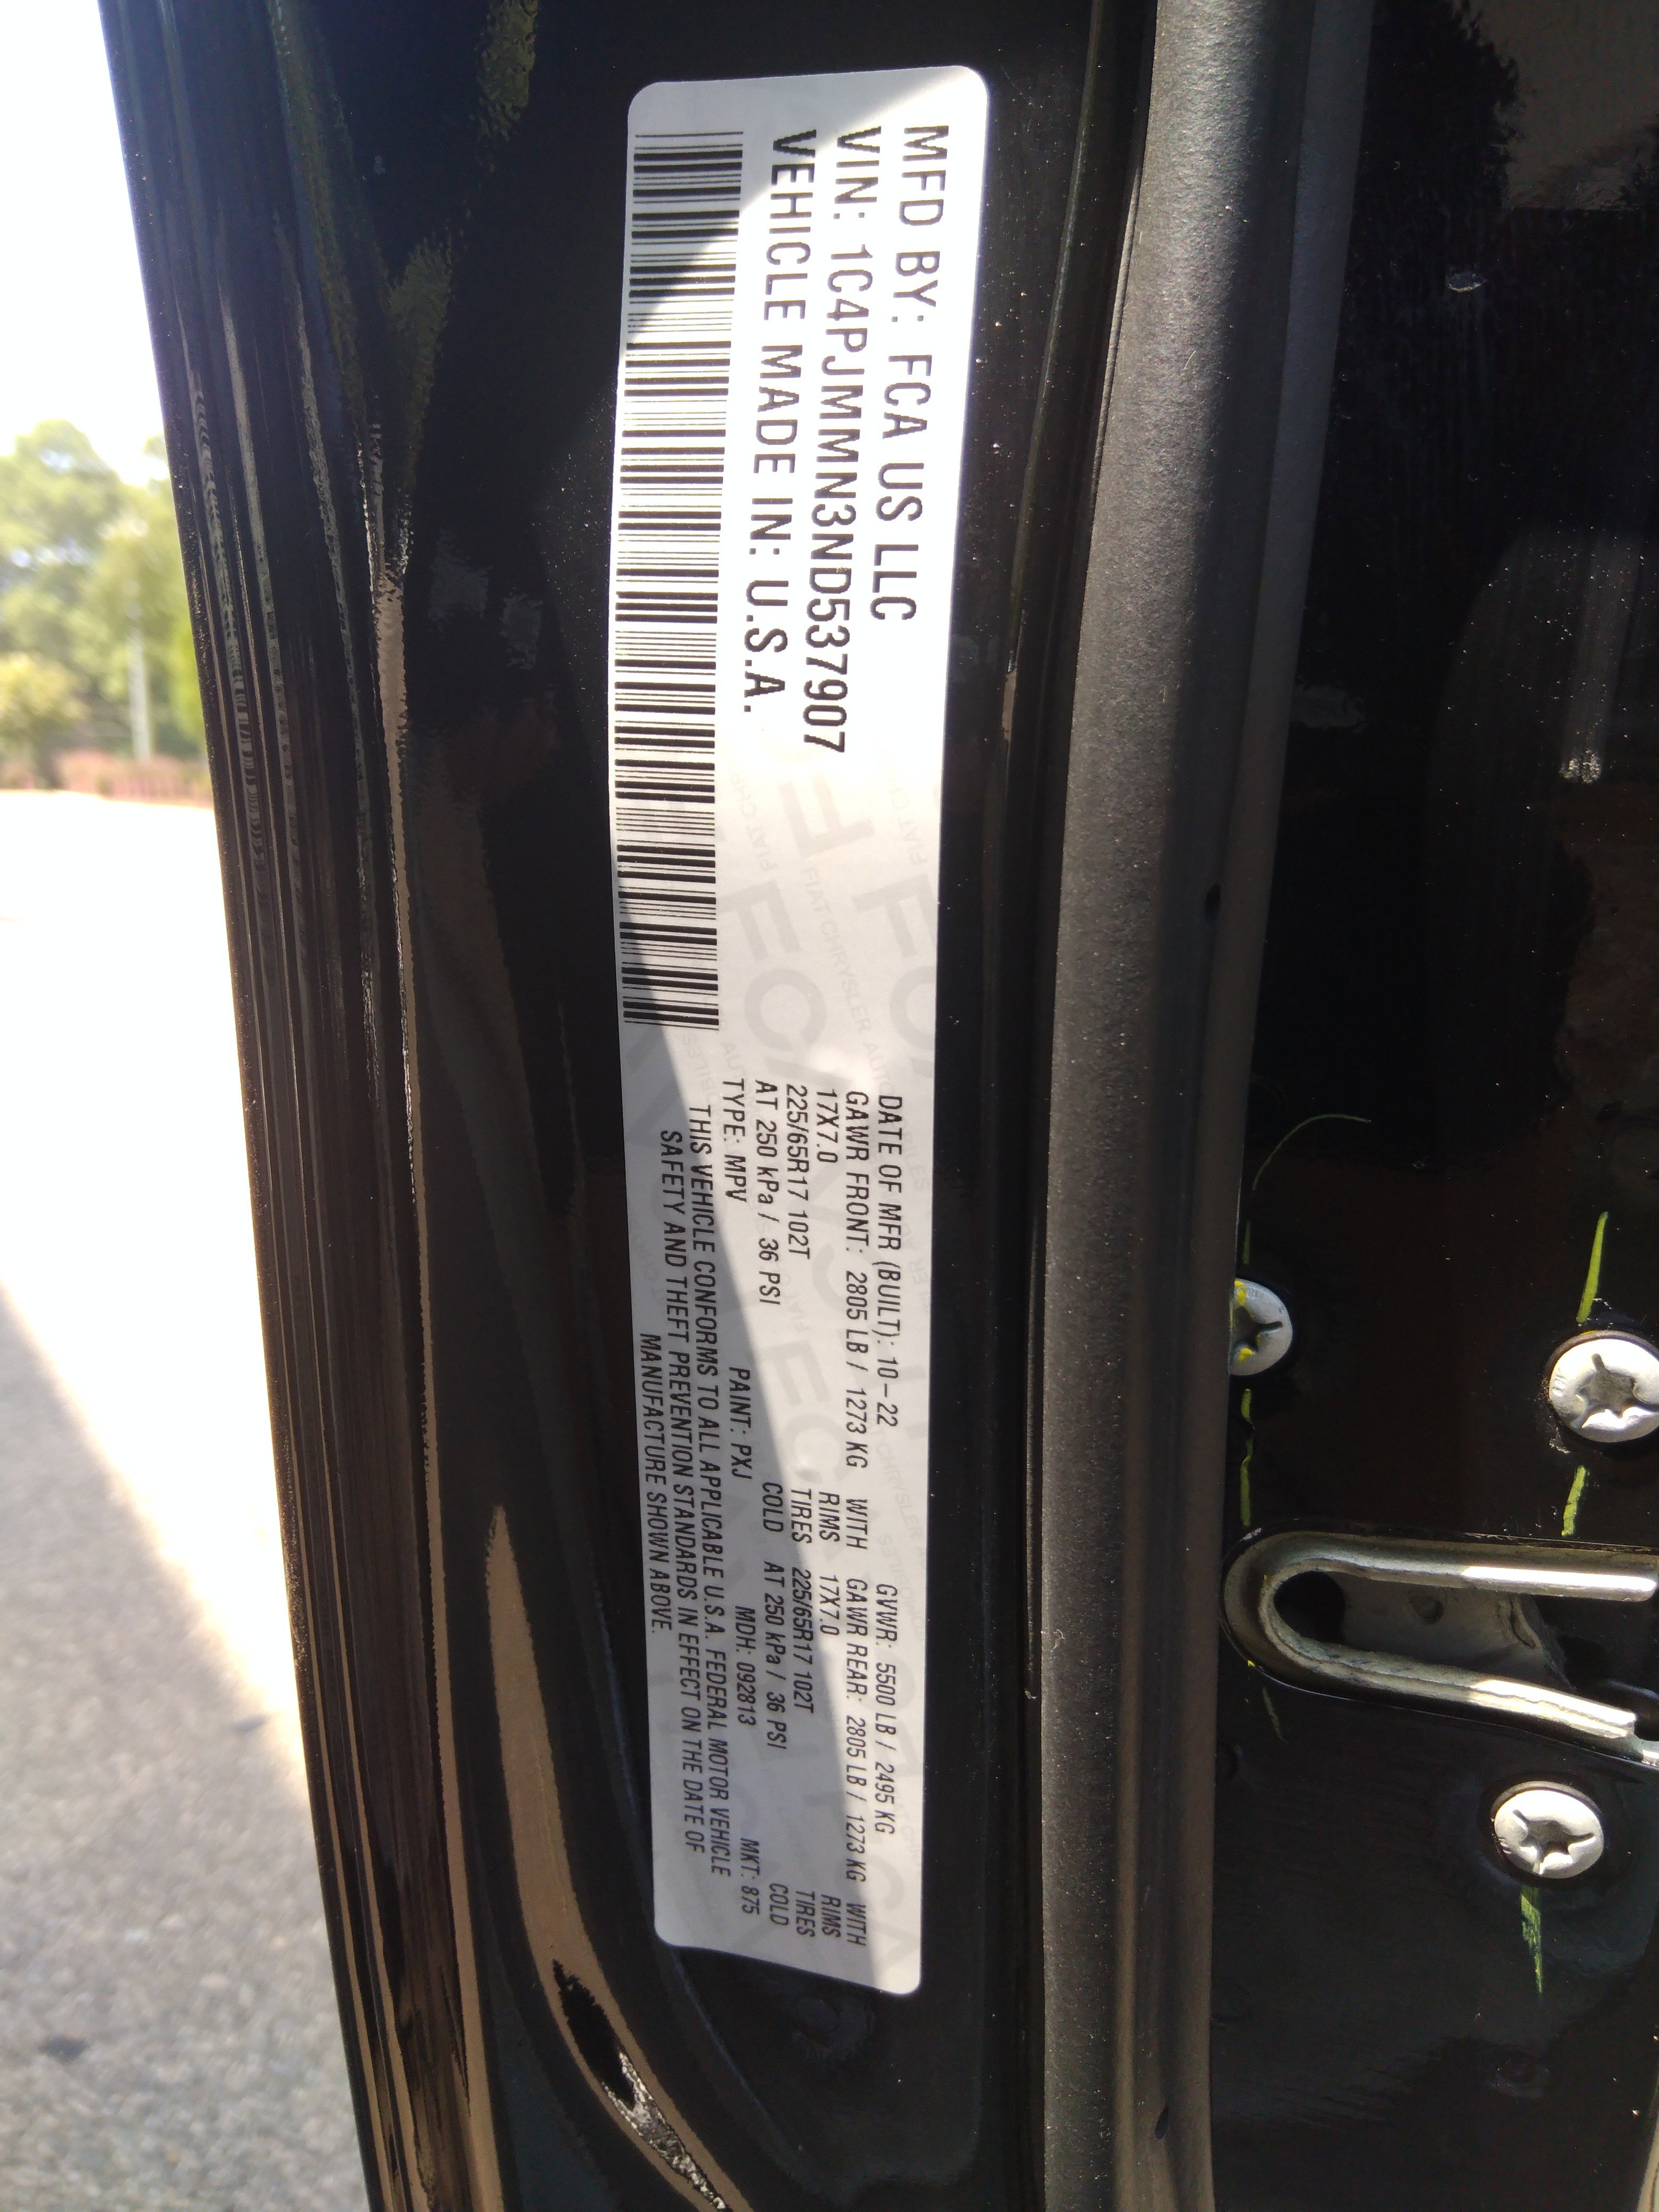 MFD BY: FCA US LLC
VIN: 1C4PJMMN3ND537907
VEHICLE MADE IN: U.S.A.
DATE OF MFR (BUILT): 10-22 GVWR: 5500 LB / 2495 KG
GAWR FRONT: 2805 LB / 1273 KG WITH GAWR REAR: 2805 LB / 1273 KG WITH
17X7.0 RIMS 17X7.0 RIMS
225/65R17 102T TIRES 225/65R17 102T TIRES
AT 250 kPa / 36 PSI COLD AT 250 kPa / 36 PSI COLD
TYPE: MPV PAINT: PXJ MDH: 092813 MKT: 875
THIS VEHICLE CONFORMS TO ALL APPLICABLE U.S.A. FEDERAL MOTOR VEHICLE
SAFETY AND THEFT PREVENTION STANDARDS IN EFFECT ON THE DATE OF
MANUFACTURE SHOWN ABOVE.